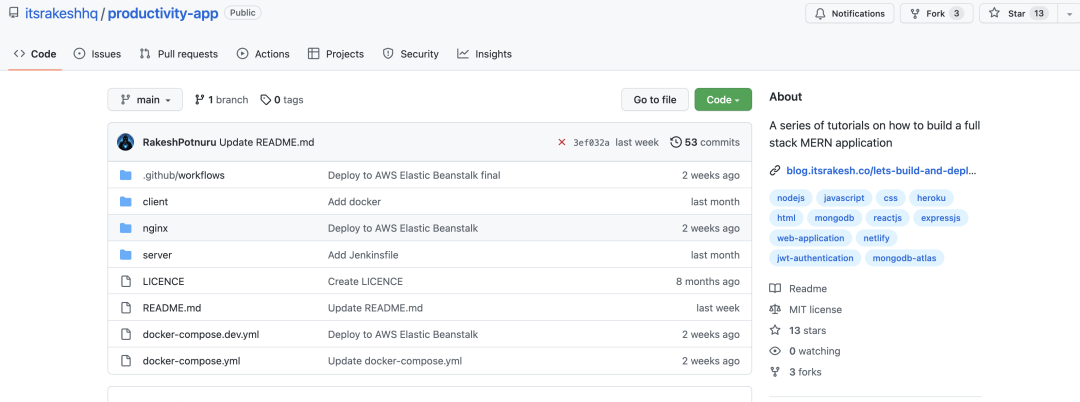 itsrakeshhq / productivity-app Public
Notifications Fork 3 Star 13
Code Issues Pull requests Actions Projects Security Insights
main 1 branch 0 tags Go to file Code
RakeshPotnuru Update README.md 3ef032a last week 53 commits
.github/workflows Deploy to AWS Elastic Beanstalk final 2 weeks ago
client Add docker last month
nginx Deploy to AWS Elastic Beanstalk 2 weeks ago
server Add Jenkinsfile last month
LICENCE Create LICENCE 8 months ago
README.md Update README.md last week
docker-compose.dev.yml Deploy to AWS Elastic Beanstalk 2 weeks ago
docker-compose.yml Update docker-compose.yml 2 weeks ago
About
A series of tutorials on how to build a full
stack MERN application
blog.itsrakesh.co/lets-build-and-depl...
nodejs javascript css heroku
html mongodb reactjs expressjs
web-application netlify
jwt-authentication mongodb-atlas
Readme
MIT license
13 stars
0 watching
3 forks